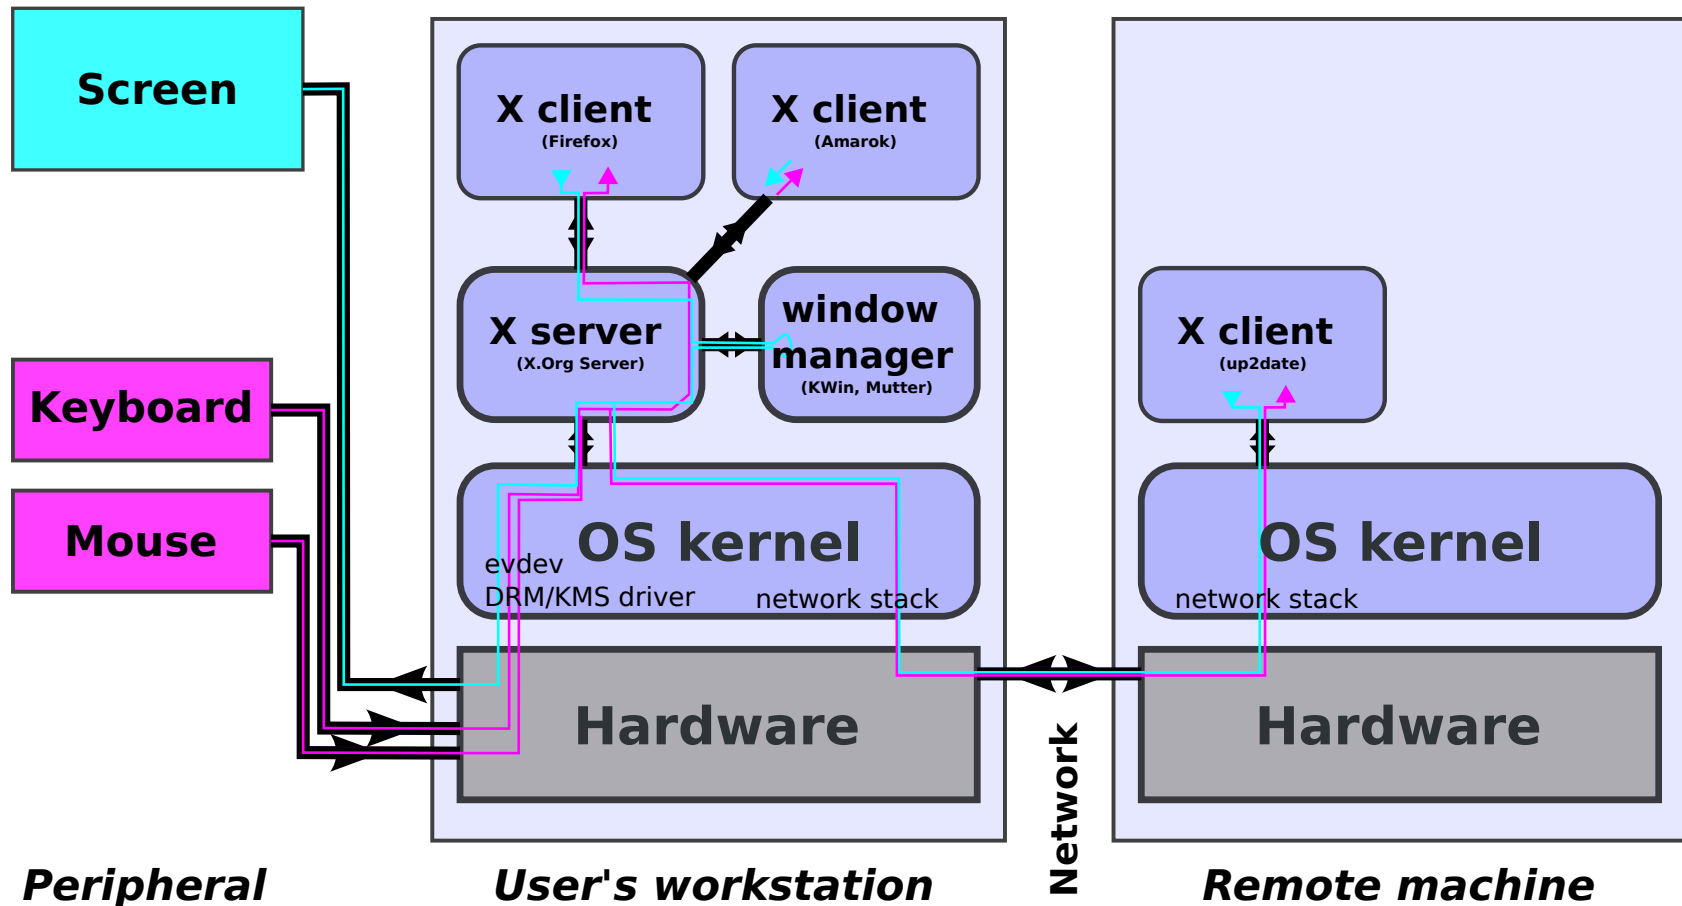 Screen
Keyboard
Mouse
Peripheral
X client
(Firefox)
X client
(Amarok)
X server
(X.Org Server)
window
manager
(KWin, Mutter)
OS kernel
evdev
DRM/KMS driver
network stack
Hardware
User's workstation
Network
X client
(up2date)
OS kernel
network stack
Hardware
Remote machine